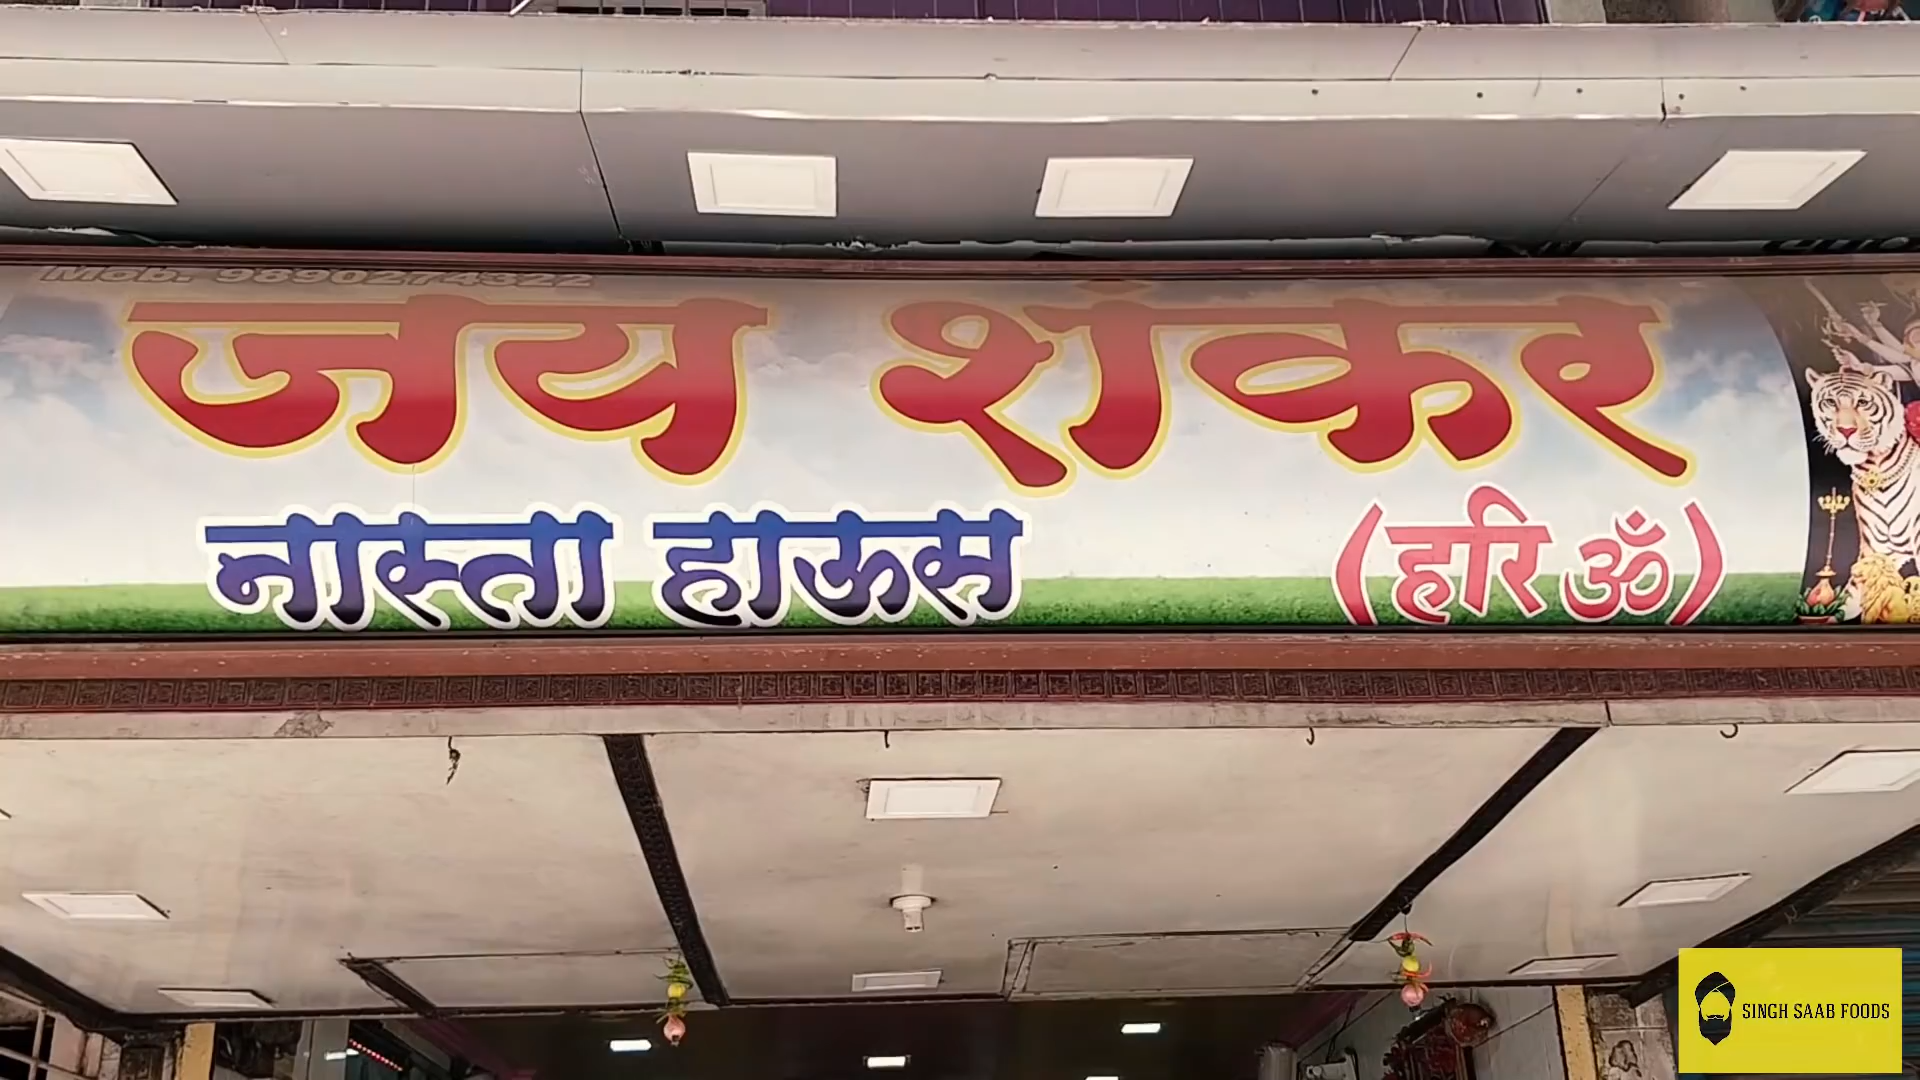 Mob. 9890274322
जय शंकर
नास्ता हाऊस (हरि ॐ)
SINGH SAAB FOODS